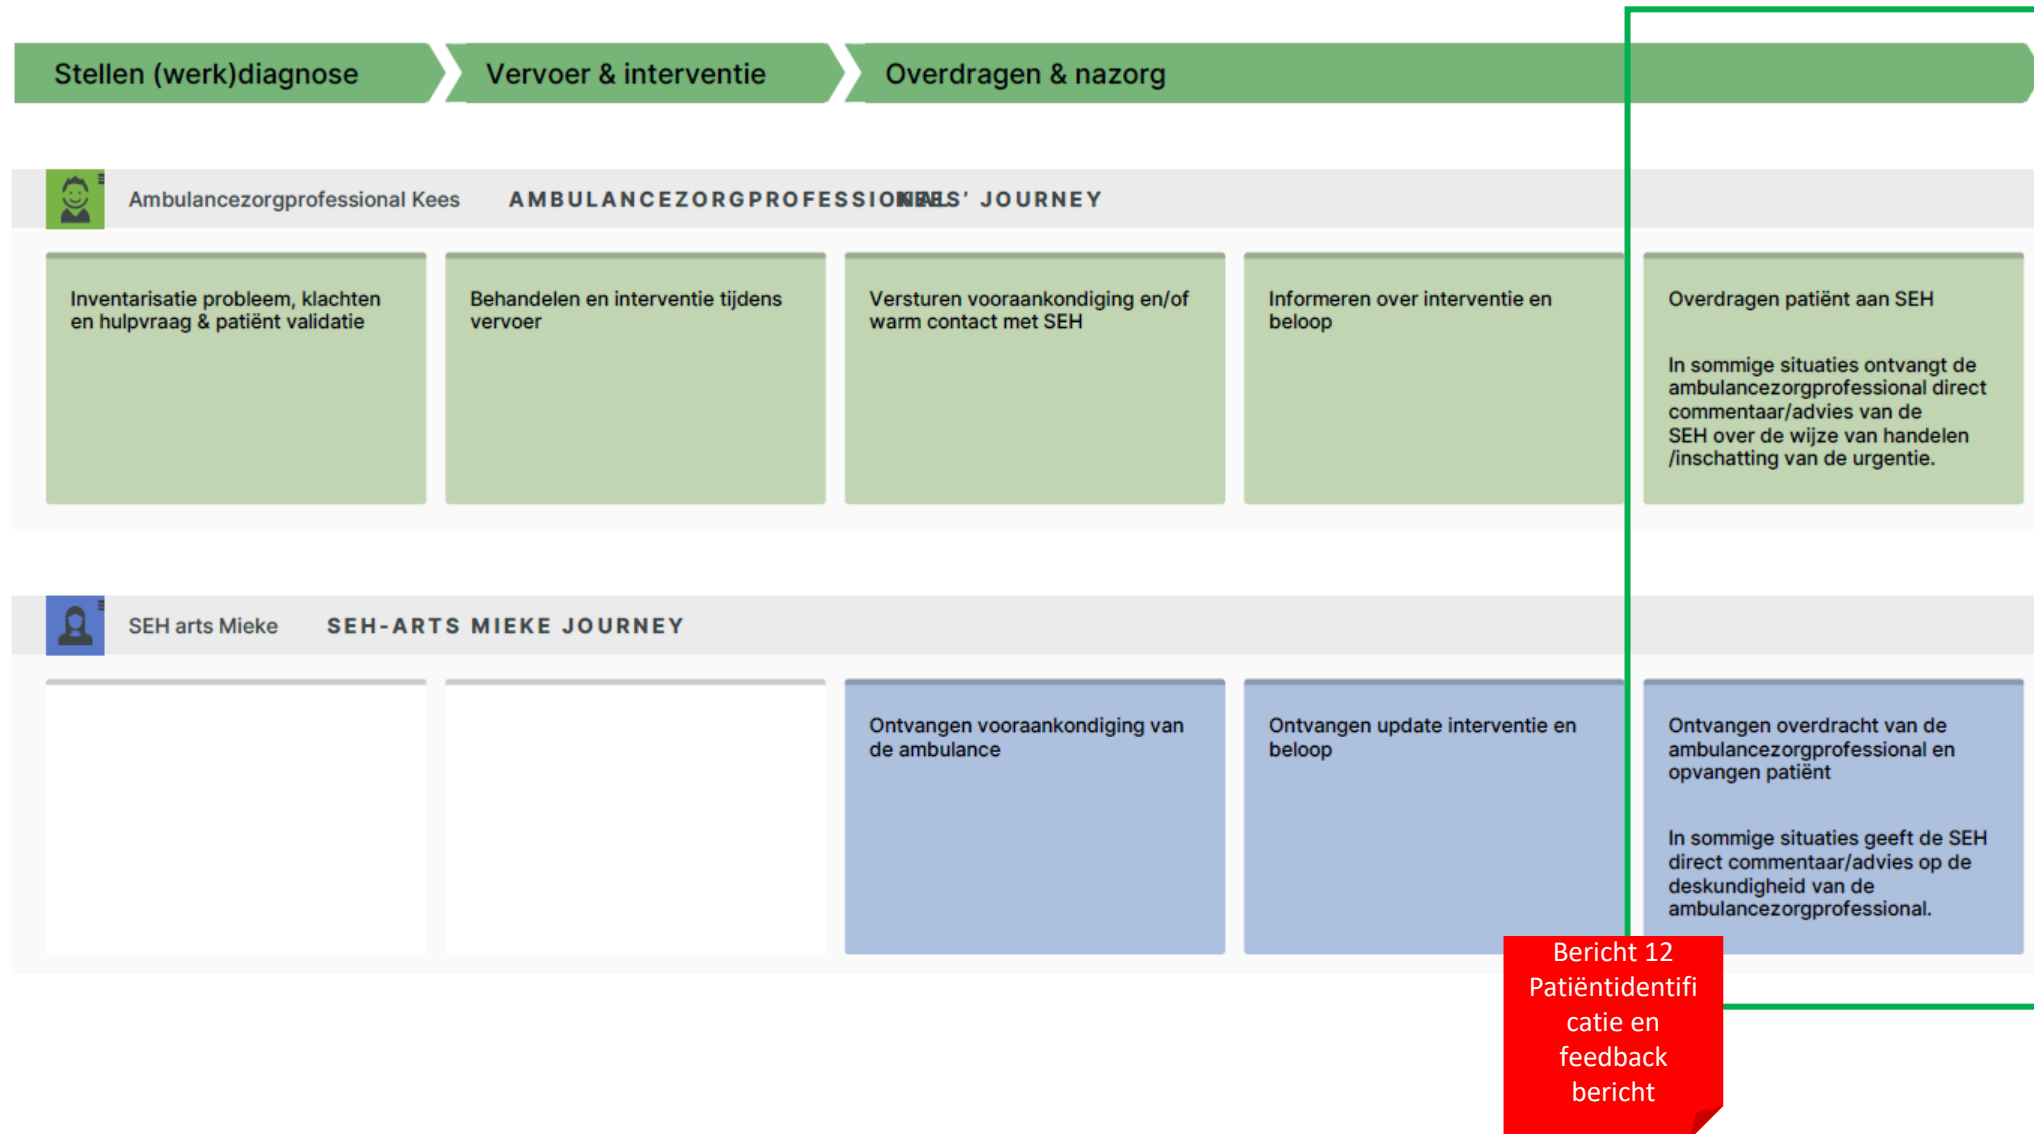 Stellen (werk)diagnose
Vervoer & interventie
Overdragen & nazorg
Ambulancezorgprofessional Kees
AMBULANCEZORGPROFESSIONALS' JOURNEY
Inventarisatie probleem, klachten
en hulpvraag & patiënt validatie
Behandelen en interventie tijdens
vervoer
Versturen vooraankondiging en/of
warm contact met SEH
Informeren over interventie en
beloop
Overdragen patiënt aan SEH
In sommige situaties ontvangt de
ambulancezorgprofessional direct
commentaar/advies van de
SEH over de wijze van handelen
/inschatting van de urgentie.
SEH arts Mieke
SEH-ARTS MIEKE JOURNEY
Ontvangen vooraankondiging van
de ambulance
Ontvangen update interventie en
beloop
Ontvangen overdracht van de
ambulancezorgprofessional en
opvangen patiënt
In sommige situaties geeft de SEH
direct commentaar/advies op de
deskundigheid van de
ambulancezorgprofessional.
Bericht 12
Patiëntidentifi
catie en
feedback
bericht